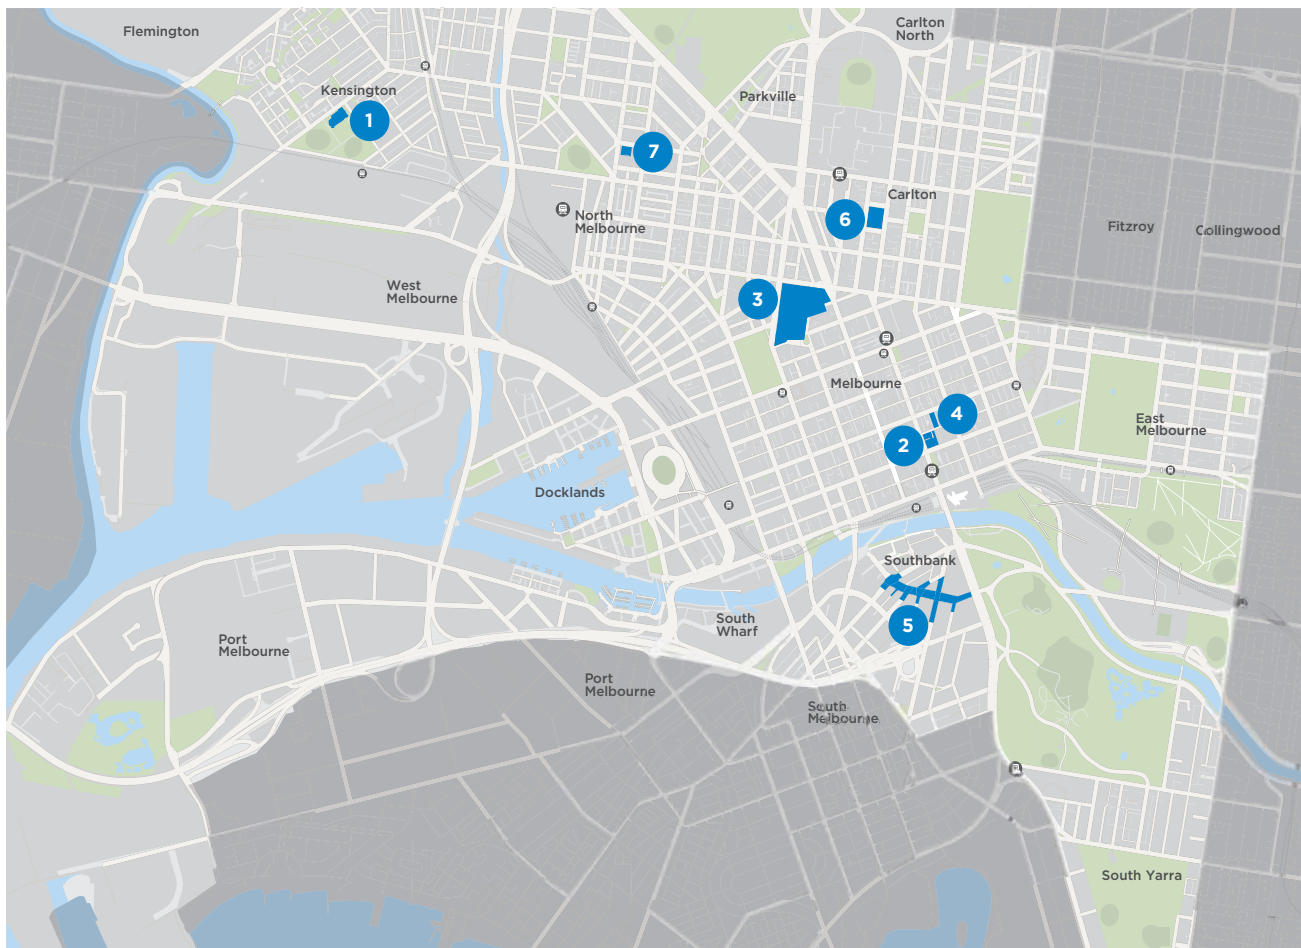 Carlton
North
Flemington
Kensington
Parkville
1
7
Carlton
6
North
Melbourne
Fitzroy
Collingwood
West
Melbourne
3
Melbourne
4
East
Melbourne
2
Docklands
Southbank
5
South
Wharf
Port
Melbourne
Port
Melbourne
South
Melbourne
South Yarra